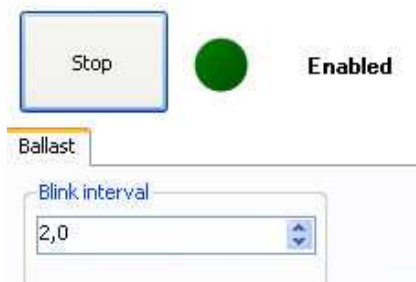 Stop
Enabled
Ballast
Blink interval
2,0